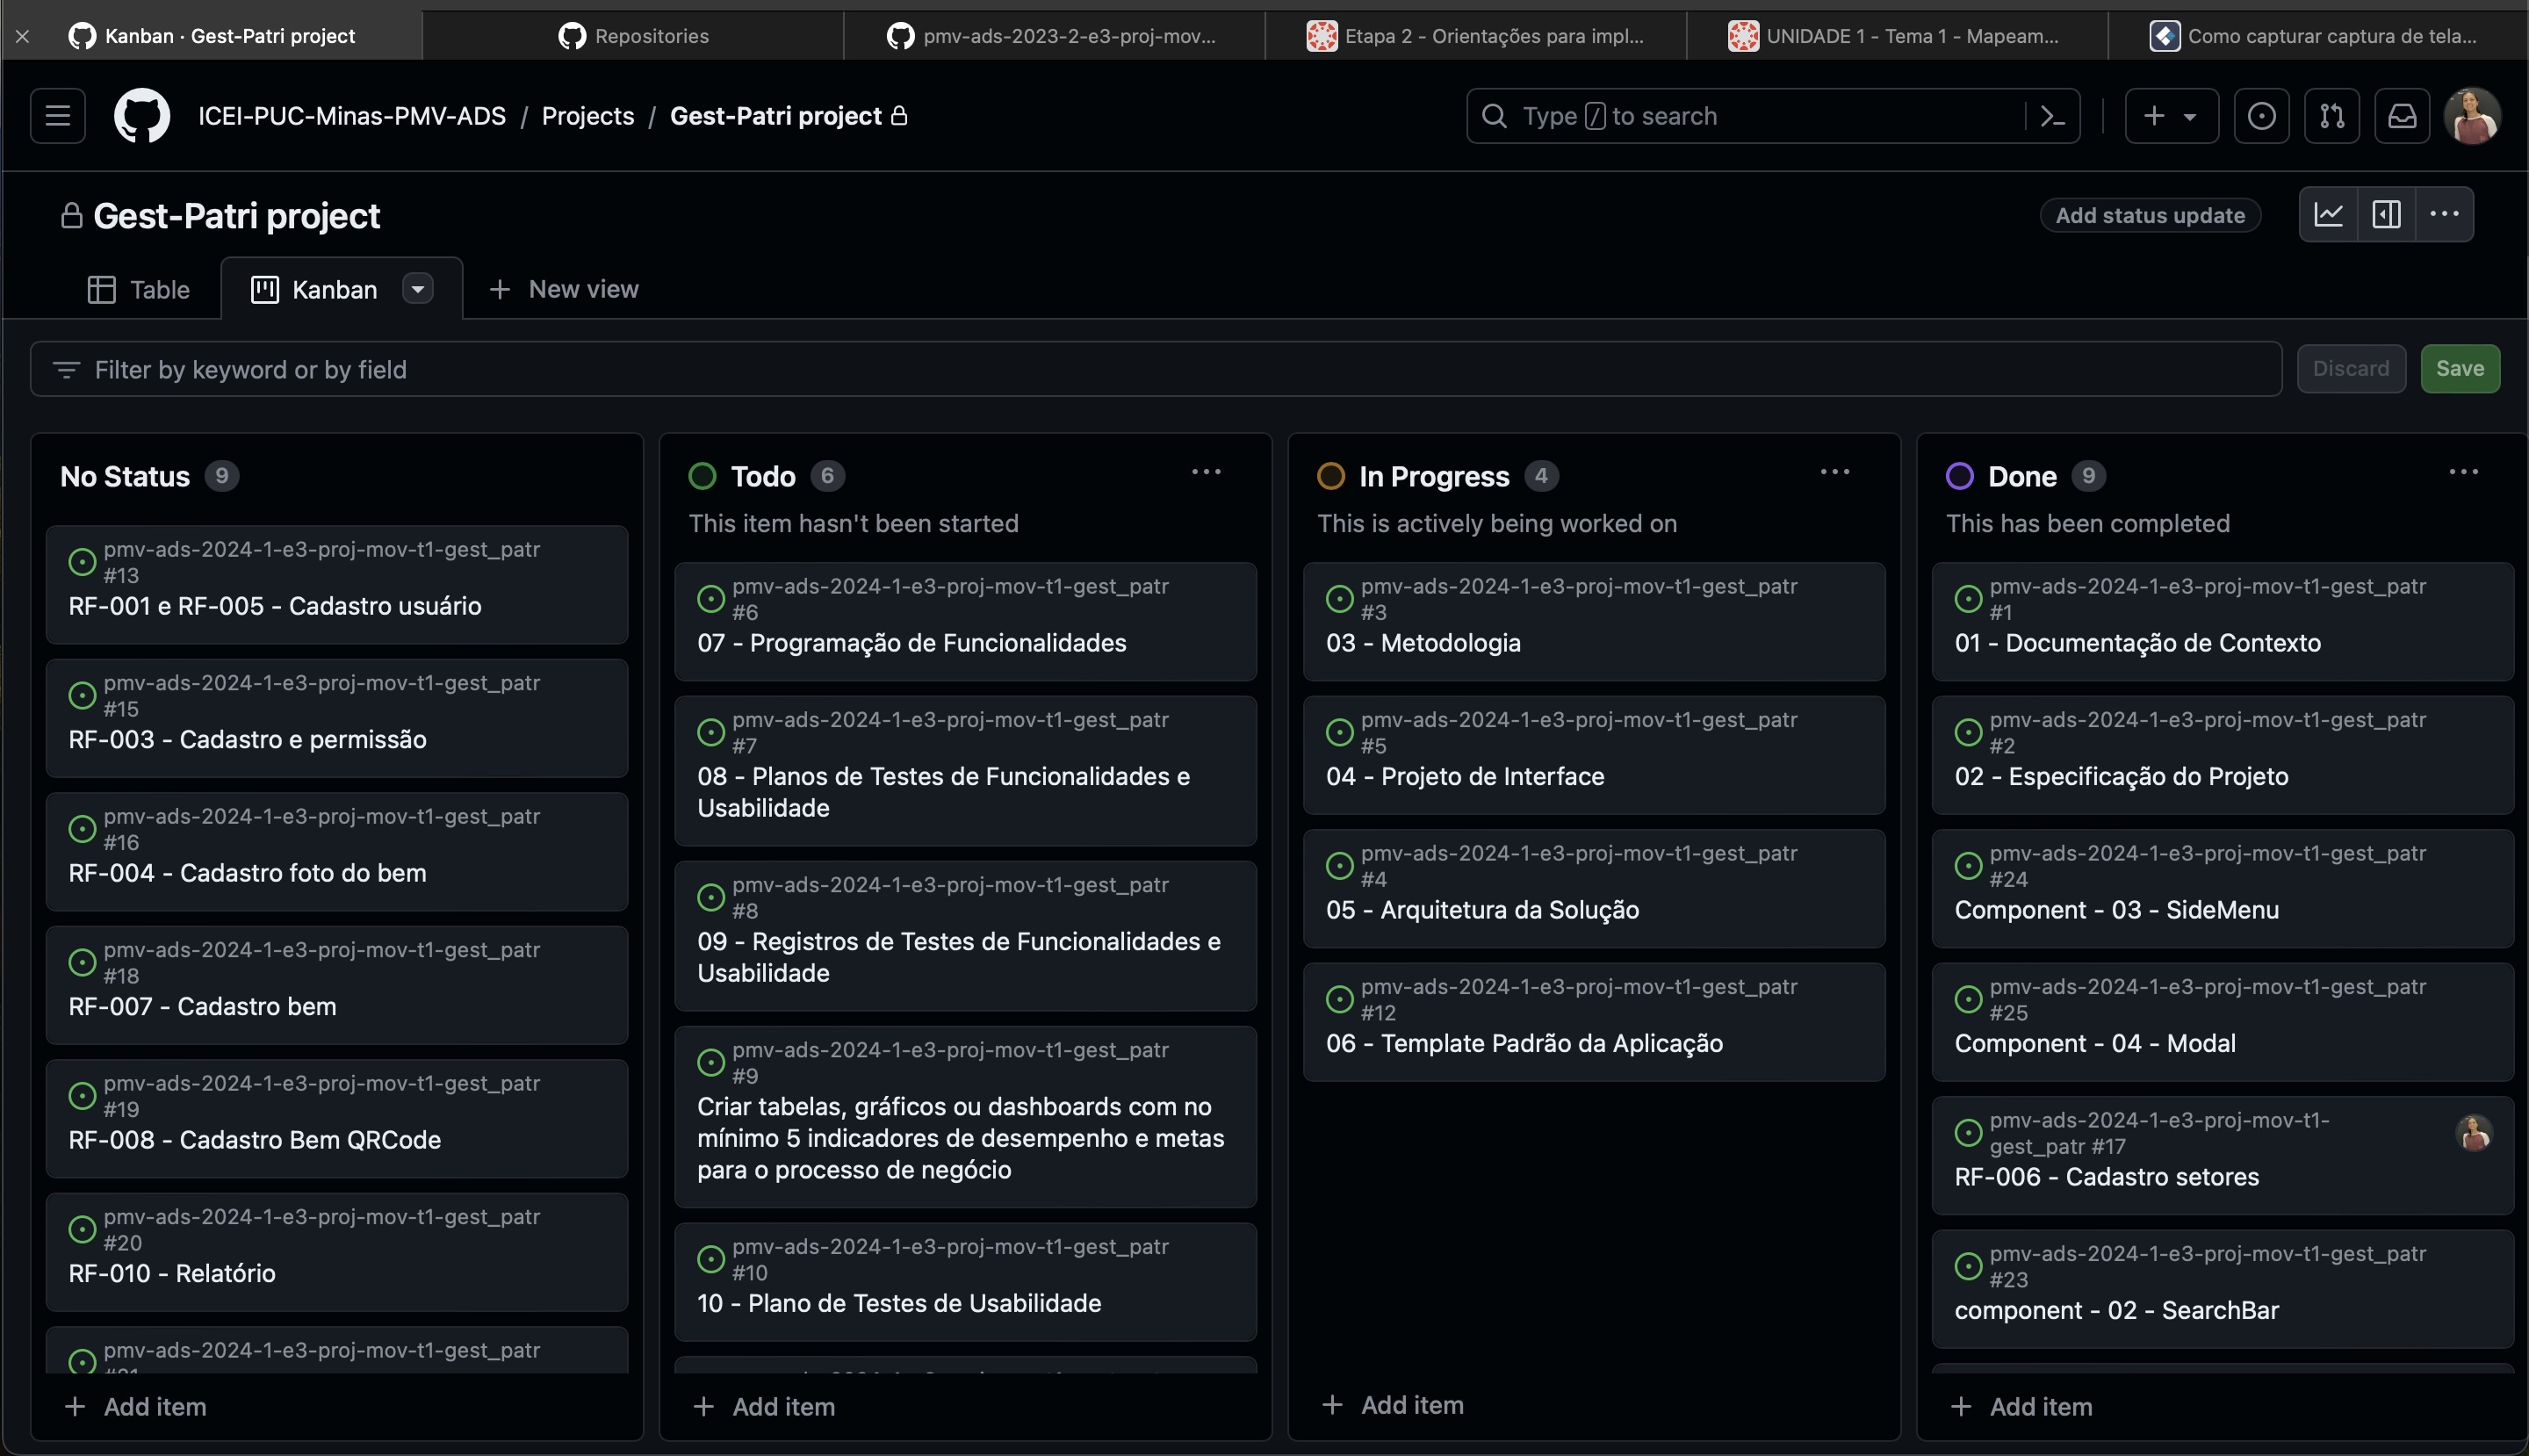 Kanban · Gest-Patri project
Repositories
pmv-ads-2023-2-e3-proj-mov...
Etapa 2 - Orientações para impl...
UNIDADE 1 - Tema 1 - Mapeam...
Como capturar captura de tela...
ICEI-PUC-Minas-PMV-ADS / Projects / Gest-Patri project
Type / to search
Gest-Patri project
Add status update
Table
Kanban
New view
Filter by keyword or by field
Discard
Save
No Status 9
pmv-ads-2024-1-e3-proj-mov-t1-gest_patr
#13
RF-001 e RF-005 - Cadastro usuário
pmv-ads-2024-1-e3-proj-mov-t1-gest_patr
#15
RF-003 - Cadastro e permissão
pmv-ads-2024-1-e3-proj-mov-t1-gest_patr
#16
RF-004 - Cadastro foto do bem
pmv-ads-2024-1-e3-proj-mov-t1-gest_patr
#18
RF-007 - Cadastro bem
pmv-ads-2024-1-e3-proj-mov-t1-gest_patr
#19
RF-008 - Cadastro Bem QRCode
pmv-ads-2024-1-e3-proj-mov-t1-gest_patr
#20
RF-010 - Relatório
pmv-ads-2024-1-e3-proj-mov-t1-gest_patr
Add item
Todo 6
This item hasn't been started
pmv-ads-2024-1-e3-proj-mov-t1-gest_patr
#6
07 - Programação de Funcionalidades
pmv-ads-2024-1-e3-proj-mov-t1-gest_patr
#7
08 - Planos de Testes de Funcionalidades e
Usabilidade
pmv-ads-2024-1-e3-proj-mov-t1-gest_patr
#8
09 - Registros de Testes de Funcionalidades e
Usabilidade
pmv-ads-2024-1-e3-proj-mov-t1-gest_patr
#9
Criar tabelas, gráficos ou dashboards com no
mínimo 5 indicadores de desempenho e metas
para o processo de negócio
pmv-ads-2024-1-e3-proj-mov-t1-gest_patr
#10
10 - Plano de Testes de Usabilidade
Add item
In Progress 4
This is actively being worked on
pmv-ads-2024-1-e3-proj-mov-t1-gest_patr
#3
03 - Metodologia
pmv-ads-2024-1-e3-proj-mov-t1-gest_patr
#5
04 - Projeto de Interface
pmv-ads-2024-1-e3-proj-mov-t1-gest_patr
#4
05 - Arquitetura da Solução
pmv-ads-2024-1-e3-proj-mov-t1-gest_patr
#12
06 - Template Padrão da Aplicação
Add item
Done 9
This has been completed
pmv-ads-2024-1-e3-proj-mov-t1-gest_patr
#1
01 - Documentação de Contexto
pmv-ads-2024-1-e3-proj-mov-t1-gest_patr
#2
02 - Especificação do Projeto
pmv-ads-2024-1-e3-proj-mov-t1-gest_patr
#24
Component - 03 - SideMenu
pmv-ads-2024-1-e3-proj-mov-t1-gest_patr
#25
Component - 04 - Modal
pmv-ads-2024-1-e3-proj-mov-t1-
gest_patr #17
RF-006 - Cadastro setores
pmv-ads-2024-1-e3-proj-mov-t1-gest_patr
#23
component - 02 - SearchBar
Add item